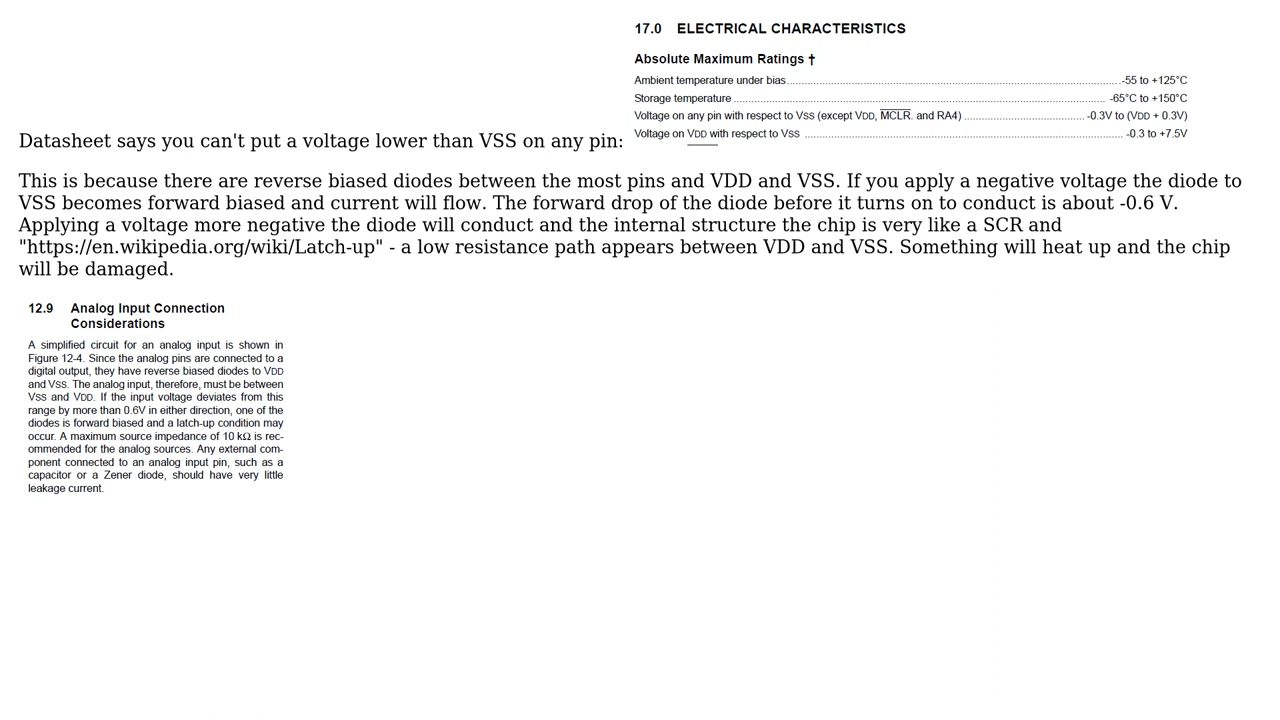 17.0 ELECTRICAL CHARACTERISTICS
Absolute Maximum Ratings †
Ambient temperature under bias.......................................................................................................-55 to +125°C
Storage temperature ........................................................................................................ -65°C to +150°C
Voltage on any pin with respect to VSS (except VDD, MCLR. and RA4) .................................. -0.3V to (VDD + 0.3V)
Voltage on VDD with respect to VSS ......................................................................................... -0.3 to +7.5V
Datasheet says you can't put a voltage lower than VSS on any pin:
This is because there are reverse biased diodes between the most pins and VDD and VSS. If you apply a negative voltage the diode to
VSS becomes forward biased and current will flow. The forward drop of the diode before it turns on to conduct is about -0.6 V.
Applying a voltage more negative the diode will conduct and the internal structure the chip is very like a SCR and
"https://en.wikipedia.org/wiki/Latch-up" - a low resistance path appears between VDD and VSS. Something will heat up and the chip
will be damaged.
12.9 Analog Input Connection
Considerations
A simplified circuit for an analog input is shown in
Figure 12-4. Since the analog pins are connected to a
digital output, they have reverse biased diodes to VDD
and VSS. The analog input, therefore, must be between
VSS and VDD. If the input voltage deviates from this
range by more than 0.6V in either direction, one of the
diodes is forward biased and a latch-up condition may
occur. A maximum source impedance of 10 kΩ is rec-
ommended for the analog sources. Any external com-
ponent connected to an analog input pin, such as a
capacitor or a Zener diode, should have very little
leakage current.